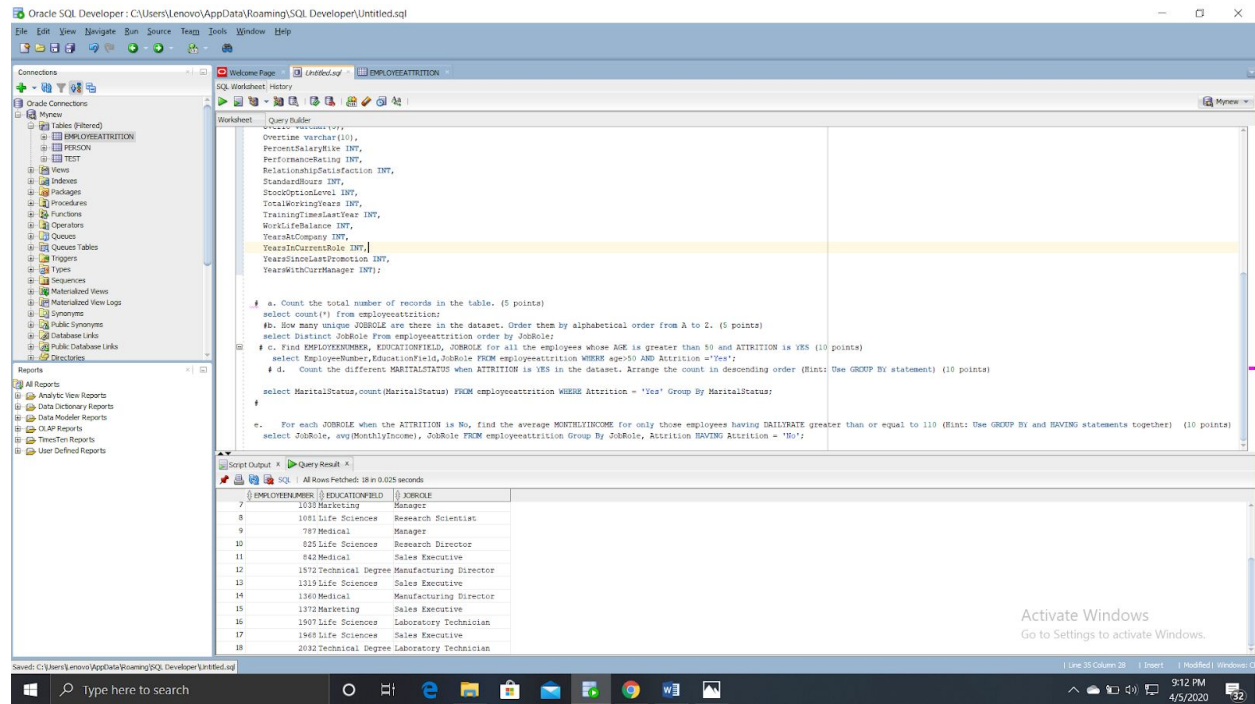 Oracle SQL Developer : C:\Users\Lenovo\AppData\Roaming\SQL Developer\Untitled.sql
File Edit View Navigate Run Source Team Tools Window Help
Connections
Oracle Connections
Mynew
Tables (Filtered)
EMPLOYEEATTRITION
PERSON
TEST
Views
Indexes
Packages
Procedures
Functions
Operators
Queues
Queues Tables
Triggers
Types
Sequences
Materialized Views
Materialized View Logs
Synonyms
Public Synonyms
Database Links
Public Database Links
Directories
Reports
All Reports
Analytic View Reports
Data Dictionary Reports
Data Modeler Reports
OLAP Reports
TimesTen Reports
User Defined Reports
Welcome Page Untitled.sql EMPLOYEEATTRITION
SQL Worksheet History
Mynew
Worksheet Query Builder
Overtime varchar(10),
PercentSalaryHike INT,
PerformanceRating INT,
RelationshipSatisfaction INT,
StandardHours INT,
StockOptionLevel INT,
TotalWorkingYears INT,
TrainingTimesLastYear INT,
WorkLifeBalance INT,
YearsAtCompany INT,
YearsInCurrentRole INT,
YearsSinceLastPromotion INT,
YearsWithCurrManager INT);
# a. Count the total number of records in the table. (5 points)
select count(*) from employeeattrition;
#b. How many unique JOBROLE are there in the dataset. Order them by alphabetical order from A to Z. (5 points)
select Distinct JobRole From employeeattrition order by JobRole;
# c. Find EMPLOYEENUMBER, EDUCATIONFIELD, JOBROLE for all the employees whose AGE is greater than 50 and ATTRITION is YES (10 points)
select EmployeeNumber,EducationField,JobRole FROM employeeattrition WHERE age>50 AND Attrition ='Yes';
# d. Count the different MARITALSTATUS when ATTRITION is YES in the dataset. Arrange the count in descending order (Hint: Use GROUP BY statement) (10 points)
select MaritalStatus,count(MaritalStatus) FROM employeeattrition WHERE Attrition = 'Yes' Group By MaritalStatus;
#
e. For each JOBROLE when the ATTRITION is No, find the average MONTHLYINCOME for only those employees having DAILYRATE greater than or equal to 110 (Hint: Use GROUP BY and HAVING statements together) (10 points)
select JobRole, avg(MonthlyIncome), JobRole FROM employeeattrition Group By JobRole, Attrition HAVING Attrition = 'No';
Script Output Query Result
SQL | All Rows Fetched: 18 in 0.025 seconds
EMPLOYEENUMBER EDUCATIONFIELD JOBROLE
7 1038 Marketing Manager
8 1081 Life Sciences Research Scientist
9 787 Medical Manager
10 825 Life Sciences Research Director
11 842 Medical Sales Executive
12 1572 Technical Degree Manufacturing Director
13 1319 Life Sciences Sales Executive
14 1360 Medical Manufacturing Director
15 1372 Marketing Sales Executive
16 1907 Life Sciences Laboratory Technician
17 1968 Life Sciences Sales Executive
18 2032 Technical Degree Laboratory Technician
Activate Windows
Go to Settings to activate Windows.
Saved: C:\Users\Lenovo\AppData\Roaming\SQL Developer\Untitled.sql
| Line 35 Column 28 | Insert | Modified | Windows: C
Type here to search
9:12 PM
4/5/2020
32